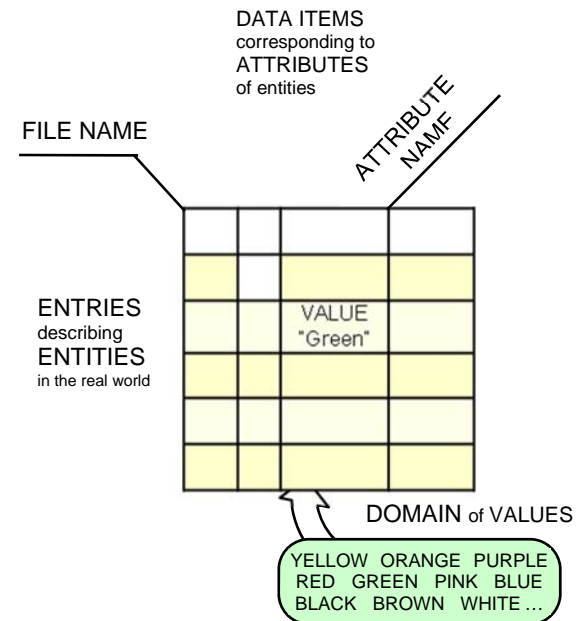 DATA ITEMS
corresponding to
ATTRIBUTES
of entities
FILE NAME
ATTRIBUTE
NAMF
ENTRIES
describing
ENTITIES
in the real world
VALUE
"Green"
DOMAIN of VALUES
YELLOW ORANGE PURPLE
RED GREEN PINK BLUE
BLACK BROWN WHITE ...